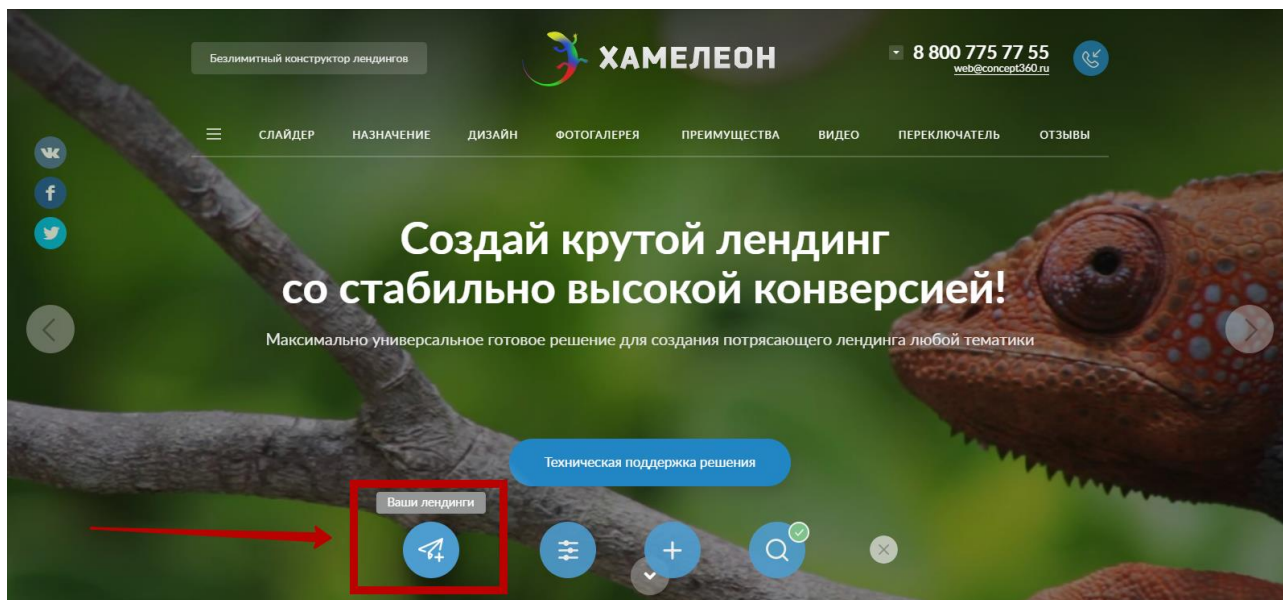 Безлимитный конструктор лендингов
ХАМЕЛЕОН
8 800 775 77 55
web@concept360.ru
СЛАЙДЕР НАЗНАЧЕНИЕ ДИЗАЙН ФОТОГАЛЕРЕЯ ПРЕИМУЩЕСТВА ВИДЕО ПЕРЕКЛЮЧАТЕЛЬ ОТЗЫВЫ
Создай крутой лендинг
со стабильно высокой конверсией!
Максимально универсальное готовое решение для создания потрясающего лендинга любой тематики
Техническая поддержка решения
Ваши лендинги